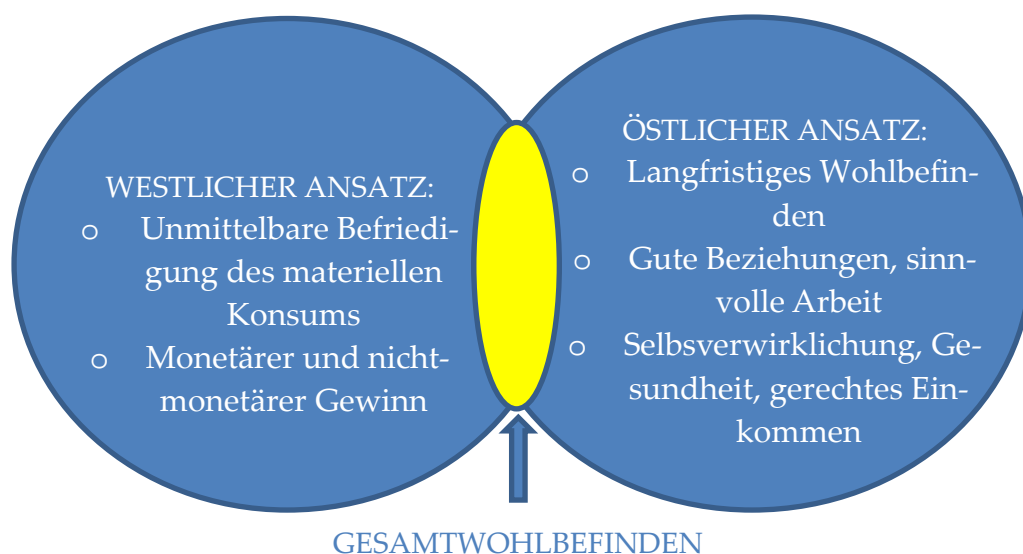 WESTLICHER ANSATZ:
o Unmittelbare Befriedi-
gung des materiellen
Konsums
o Monetärer und nicht-
monetärer Gewinn
ÖSTLICHER ANSATZ:
o Langfristiges Wohlbefin-
den
o Gute Beziehungen, sinn-
volle Arbeit
o Selbsverwirklichung, Ge-
sundheit, gerechtes Ein-
kommen
GESAMTWOHLBEFINDEN